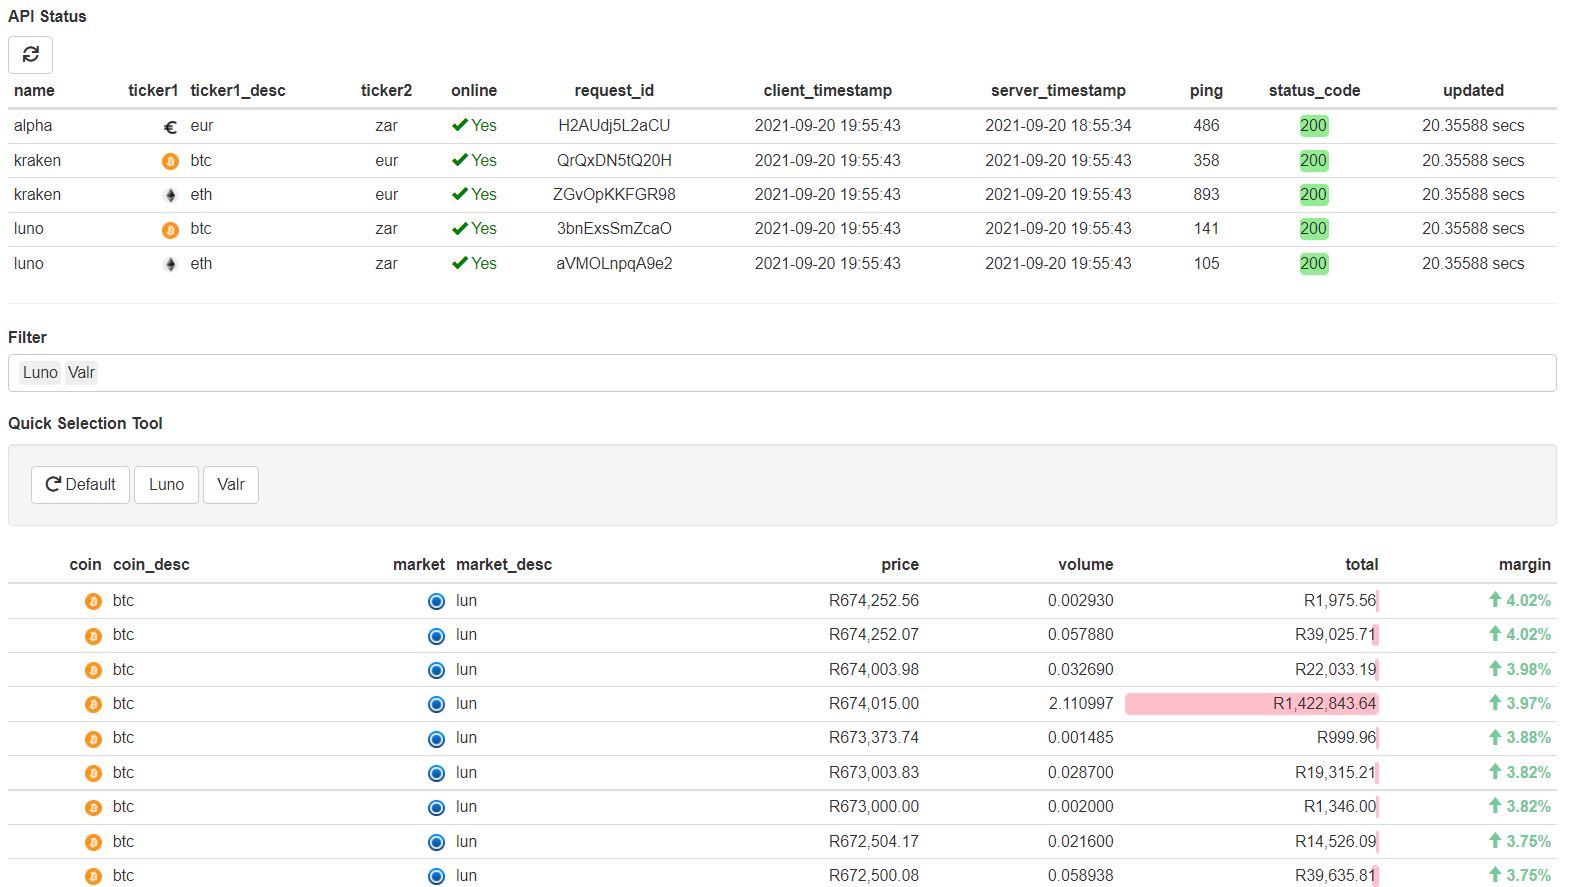 API Status
name ticker1 ticker1_desc ticker2 online request_id client_timestamp server_timestamp ping status_code updated
alpha € eur zar Yes H2AUdj5L2aCU 2021-09-20 19:55:43 2021-09-20 18:55:34 486 200 20.35588 secs
kraken btc eur Yes QrQxDN5tQ20H 2021-09-20 19:55:43 2021-09-20 19:55:43 358 200 20.35588 secs
kraken eth eur Yes ZGvOpKKFGR98 2021-09-20 19:55:43 2021-09-20 19:55:43 893 200 20.35588 secs
luno btc zar Yes 3bnExsSmZcaO 2021-09-20 19:55:43 2021-09-20 19:55:43 141 200 20.35588 secs
luno eth zar Yes aVMOLnpqA9e2 2021-09-20 19:55:43 2021-09-20 19:55:43 105 200 20.35588 secs
Filter
Luno Valr
Quick Selection Tool
Default Luno Valr
coin coin_desc market market_desc price volume total margin
btc lun R674,252.56 0.002930 R1,975.56 4.02%
btc lun R674,252.07 0.057880 R39,025.71 4.02%
btc lun R674,003.98 0.032690 R22,033.19 3.98%
btc lun R674,015.00 2.110997 R1,422,843.64 3.97%
btc lun R673,373.74 0.001485 R999.96 3.88%
btc lun R673,003.83 0.028700 R19,315.21 3.82%
btc lun R673,000.00 0.002000 R1,346.00 3.82%
btc lun R672,504.17 0.021600 R14,526.09 3.75%
btc lun R672,500.08 0.058938 R39,635.81 3.75%